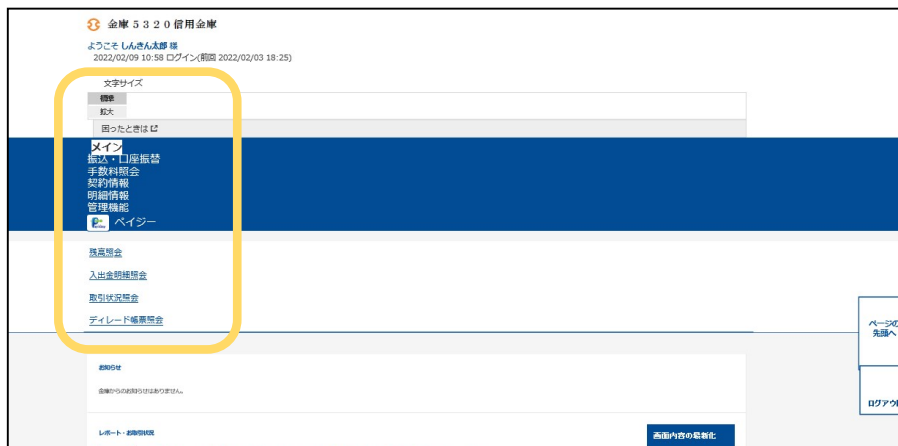 金庫5320信用金庫
ようこそ しんきん太郎 様
2022/02/09 10:58 ログイン(前回 2022/02/03 18:25)
文字サイズ
標準
拡大
困ったときは
メイン
振込・口座振替
手数料照会
契約情報
明細情報
管理機能
ペイジー
残高照会
入出金明細照会
取引状況照会
ディレード帳票照会
ページの
先頭へ
お知らせ
金庫からのお知らせはありません。
ログアウト
レポート・お取引状況
画面内容の最新化